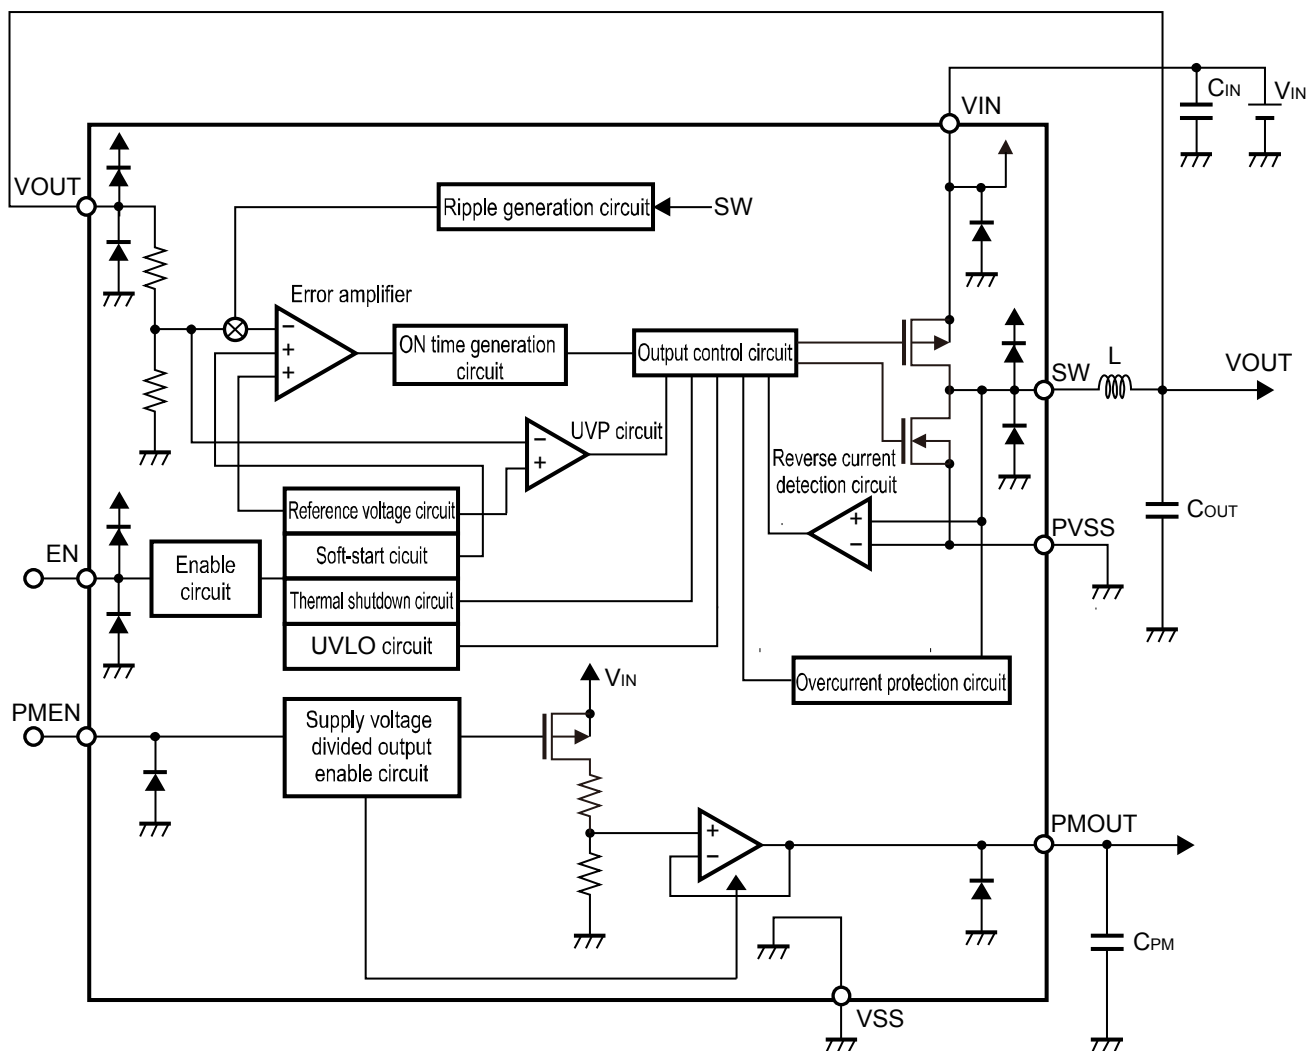 CIN
VIN
VIN
VOUT
Ripple generation circuit
SW
Error amplifier
−
+
+
ON time generation
circuit
Output control circuit
SW
L
VOUT
UVP circuit
−
+
Reverse current
detection circuit
+
−
Reference voltage circuit
COUT
PVSS
EN
Enable
circuit
Soft-start cicuit
Thermal shutdown circuit
UVLO circuit
VIN
Overcurrent protection circuit
PMEN
Supply voltage
divided output
enable circuit
+
−
PMOUT
CPM
VSS